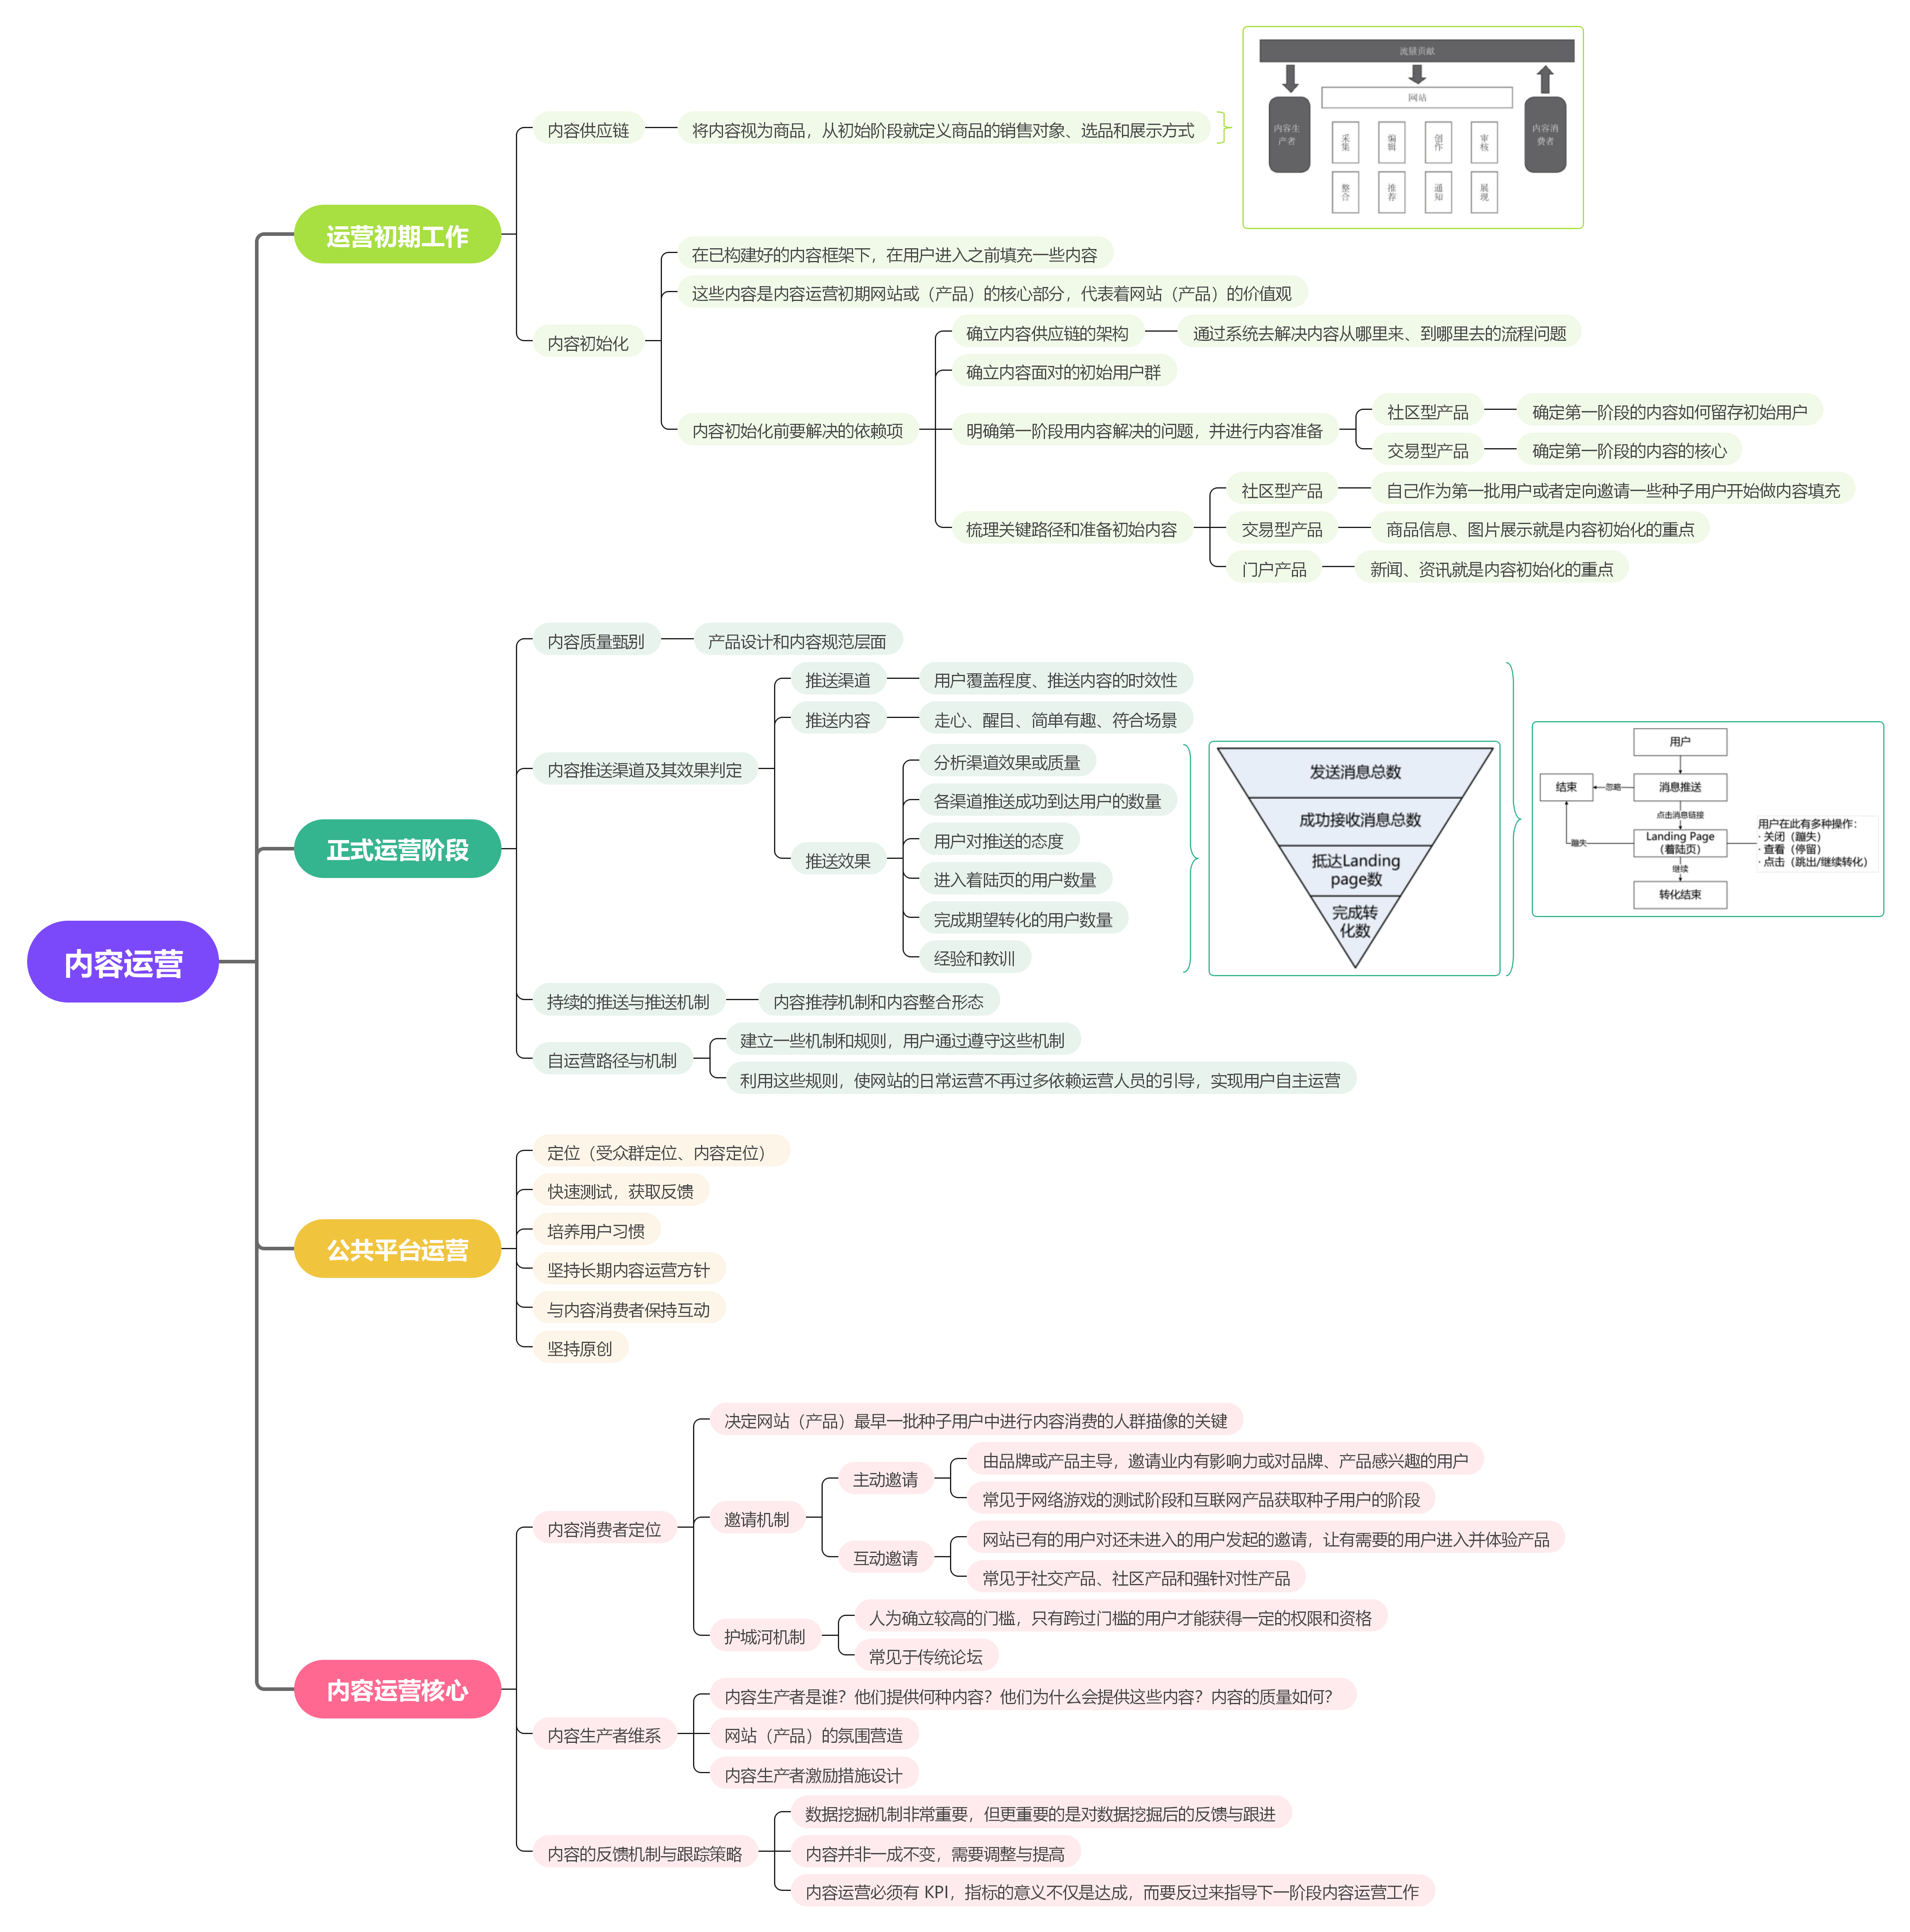 内容运营
运营初期工作
内容供应链
将内容视为商品，从初始阶段就定义商品的销售对象、选品和展示方式
流量贡献
网站
内容生
产者
采集
编辑
创作
审核
整合
推荐
通知
展现
内容消
费者
内容初始化
在已构建好的内容框架下，在用户进入之前填充一些内容
这些内容是内容运营初期网站或（产品）的核心部分，代表着网站（产品）的价值观
内容初始化前要解决的依赖项
确立内容供应链的架构
通过系统去解决内容从哪里来、到哪里去的流程问题
确立内容面对的初始用户群
明确第一阶段用内容解决的问题，并进行内容准备
社区型产品
确定第一阶段的内容如何留存初始用户
交易型产品
确定第一阶段的内容的核心
梳理关键路径和准备初始内容
社区型产品
自己作为第一批用户或者定向邀请一些种子用户开始做内容填充
交易型产品
商品信息、图片展示就是内容初始化的重点
门户产品
新闻、资讯就是内容初始化的重点
正式运营阶段
内容质量甄别
产品设计和内容规范层面
内容推送渠道及其效果判定
推送渠道
用户覆盖程度、推送内容的时效性
推送内容
走心、醒目、简单有趣、符合场景
推送效果
分析渠道效果或质量
各渠道推送成功到达用户的数量
用户对推送的态度
进入着陆页的用户数量
完成期望转化的用户数量
经验和教训
发送消息总数
成功接收消息总数
抵达Landing
page数
完成转
化数
用户
消息推送
忽略
结束
点击消息链接
Landing Page
（着陆页）
蹦失
继续
转化结束
用户在此有多种操作：
· 关闭（蹦失）
· 查看（停留）
· 点击（跳出/继续转化）
持续的推送与推送机制
内容推荐机制和内容整合形态
自运营路径与机制
建立一些机制和规则，用户通过遵守这些机制
利用这些规则，使网站的日常运营不再过多依赖运营人员的引导，实现用户自主运营
公共平台运营
定位（受众群定位、内容定位）
快速测试，获取反馈
培养用户习惯
坚持长期内容运营方针
与内容消费者保持互动
坚持原创
内容运营核心
内容消费者定位
决定网站（产品）最早一批种子用户中进行内容消费的人群描像的关键
邀请机制
主动邀请
由品牌或产品主导，邀请业内有影响力或对品牌、产品感兴趣的用户
常见于网络游戏的测试阶段和互联网产品获取种子用户的阶段
互动邀请
网站已有的用户对还未进入的用户发起的邀请，让有需要的用户进入并体验产品
常见于社交产品、社区产品和强针对性产品
护城河机制
人为确立较高的门槛，只有跨过门槛的用户才能获得一定的权限和资格
常见于传统论坛
内容生产者维系
内容生产者是谁？他们提供何种内容？他们为什么会提供这些内容？内容的质量如何？
网站（产品）的氛围营造
内容生产者激励措施设计
内容的反馈机制与跟踪策略
数据挖掘机制非常重要，但更重要的是对数据挖掘后的反馈与跟进
内容并非一成不变，需要调整与提高
内容运营必须有 KPI，指标的意义不仅是达成，而要反过来指导下一阶段内容运营工作